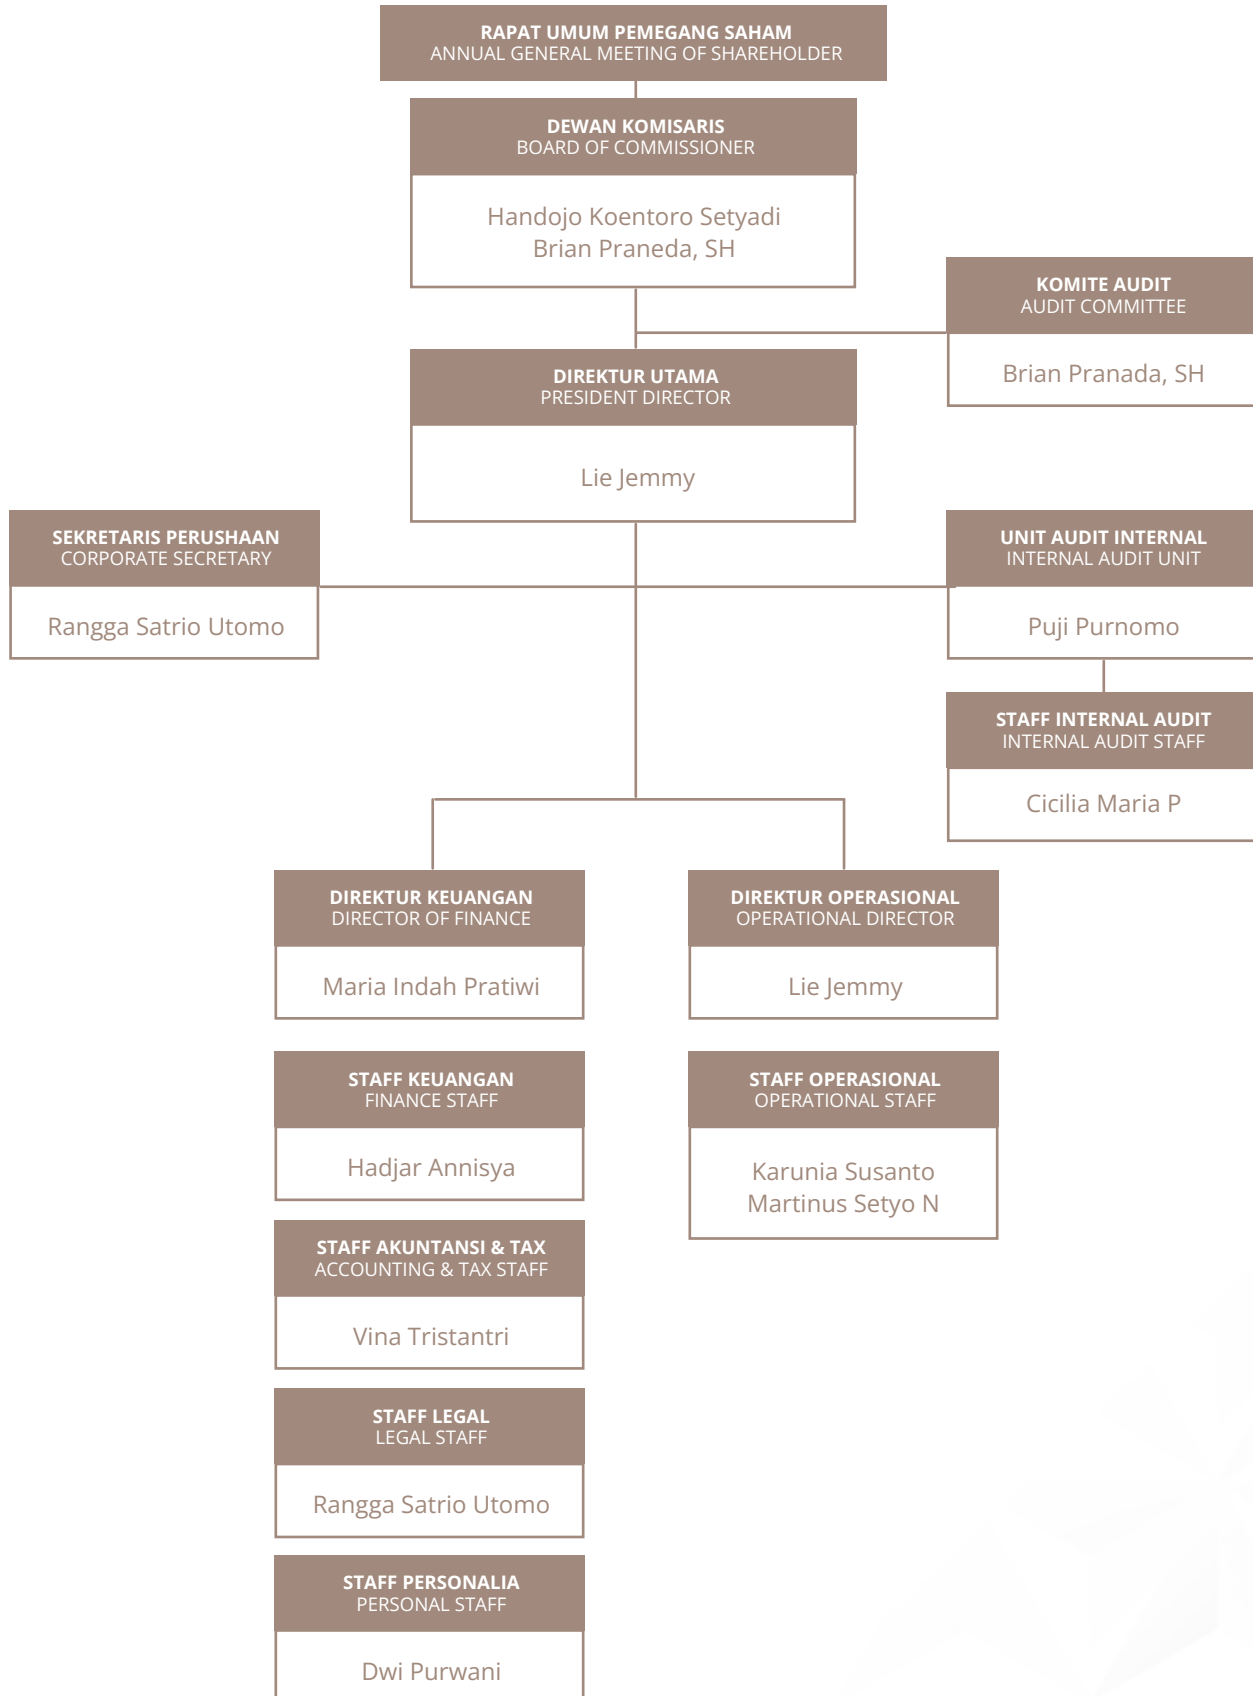 RAPAT UMUM PEMEGANG SAHAM
ANNUAL GENERAL MEETING OF SHAREHOLDER
DEWAN KOMISARIS
BOARD OF COMMISSIONER
Handojo Koentoro Setyadi
Brian Praneda, SH
KOMITE AUDIT
AUDIT COMMITTEE
Brian Pranada, SH
DIREKTUR UTAMA
PRESIDENT DIRECTOR
Lie Jemmy
SEKRETARIS PERUSHAAN
CORPORATE SECRETARY
Rangga Satrio Utomo
UNIT AUDIT INTERNAL
INTERNAL AUDIT UNIT
Puji Purnomo
STAFF INTERNAL AUDIT
INTERNAL AUDIT STAFF
Cicilia Maria P
DIREKTUR KEUANGAN
DIRECTOR OF FINANCE
Maria Indah Pratiwi
DIREKTUR OPERASIONAL
OPERATIONAL DIRECTOR
Lie Jemmy
STAFF KEUANGAN
FINANCE STAFF
Hadjar Annisya
STAFF OPERASIONAL
OPERATIONAL STAFF
Karunia Susanto
Martinus Setyo N
STAFF AKUNTANSI & TAX
ACCOUNTING & TAX STAFF
Vina Tristantri
STAFF LEGAL
LEGAL STAFF
Rangga Satrio Utomo
STAFF PERSONALIA
PERSONAL STAFF
Dwi Purwani